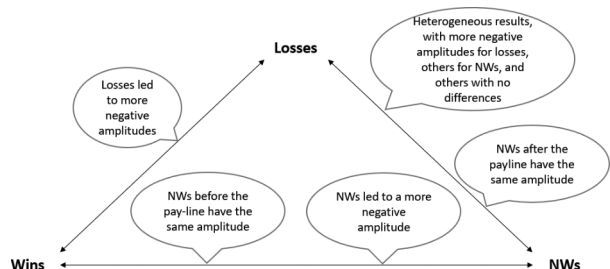 Heterogeneous results,
with more negative
amplitudes for losses,
others for NWs, and
others with no
differences
Losses
Losses led
to more
negative
amplitudes
NWs after the
payline have the
same amplitude
NWs before the
pay-line have the
same amplitude
NWs led to a more
negative
amplitude
Wins
NWs